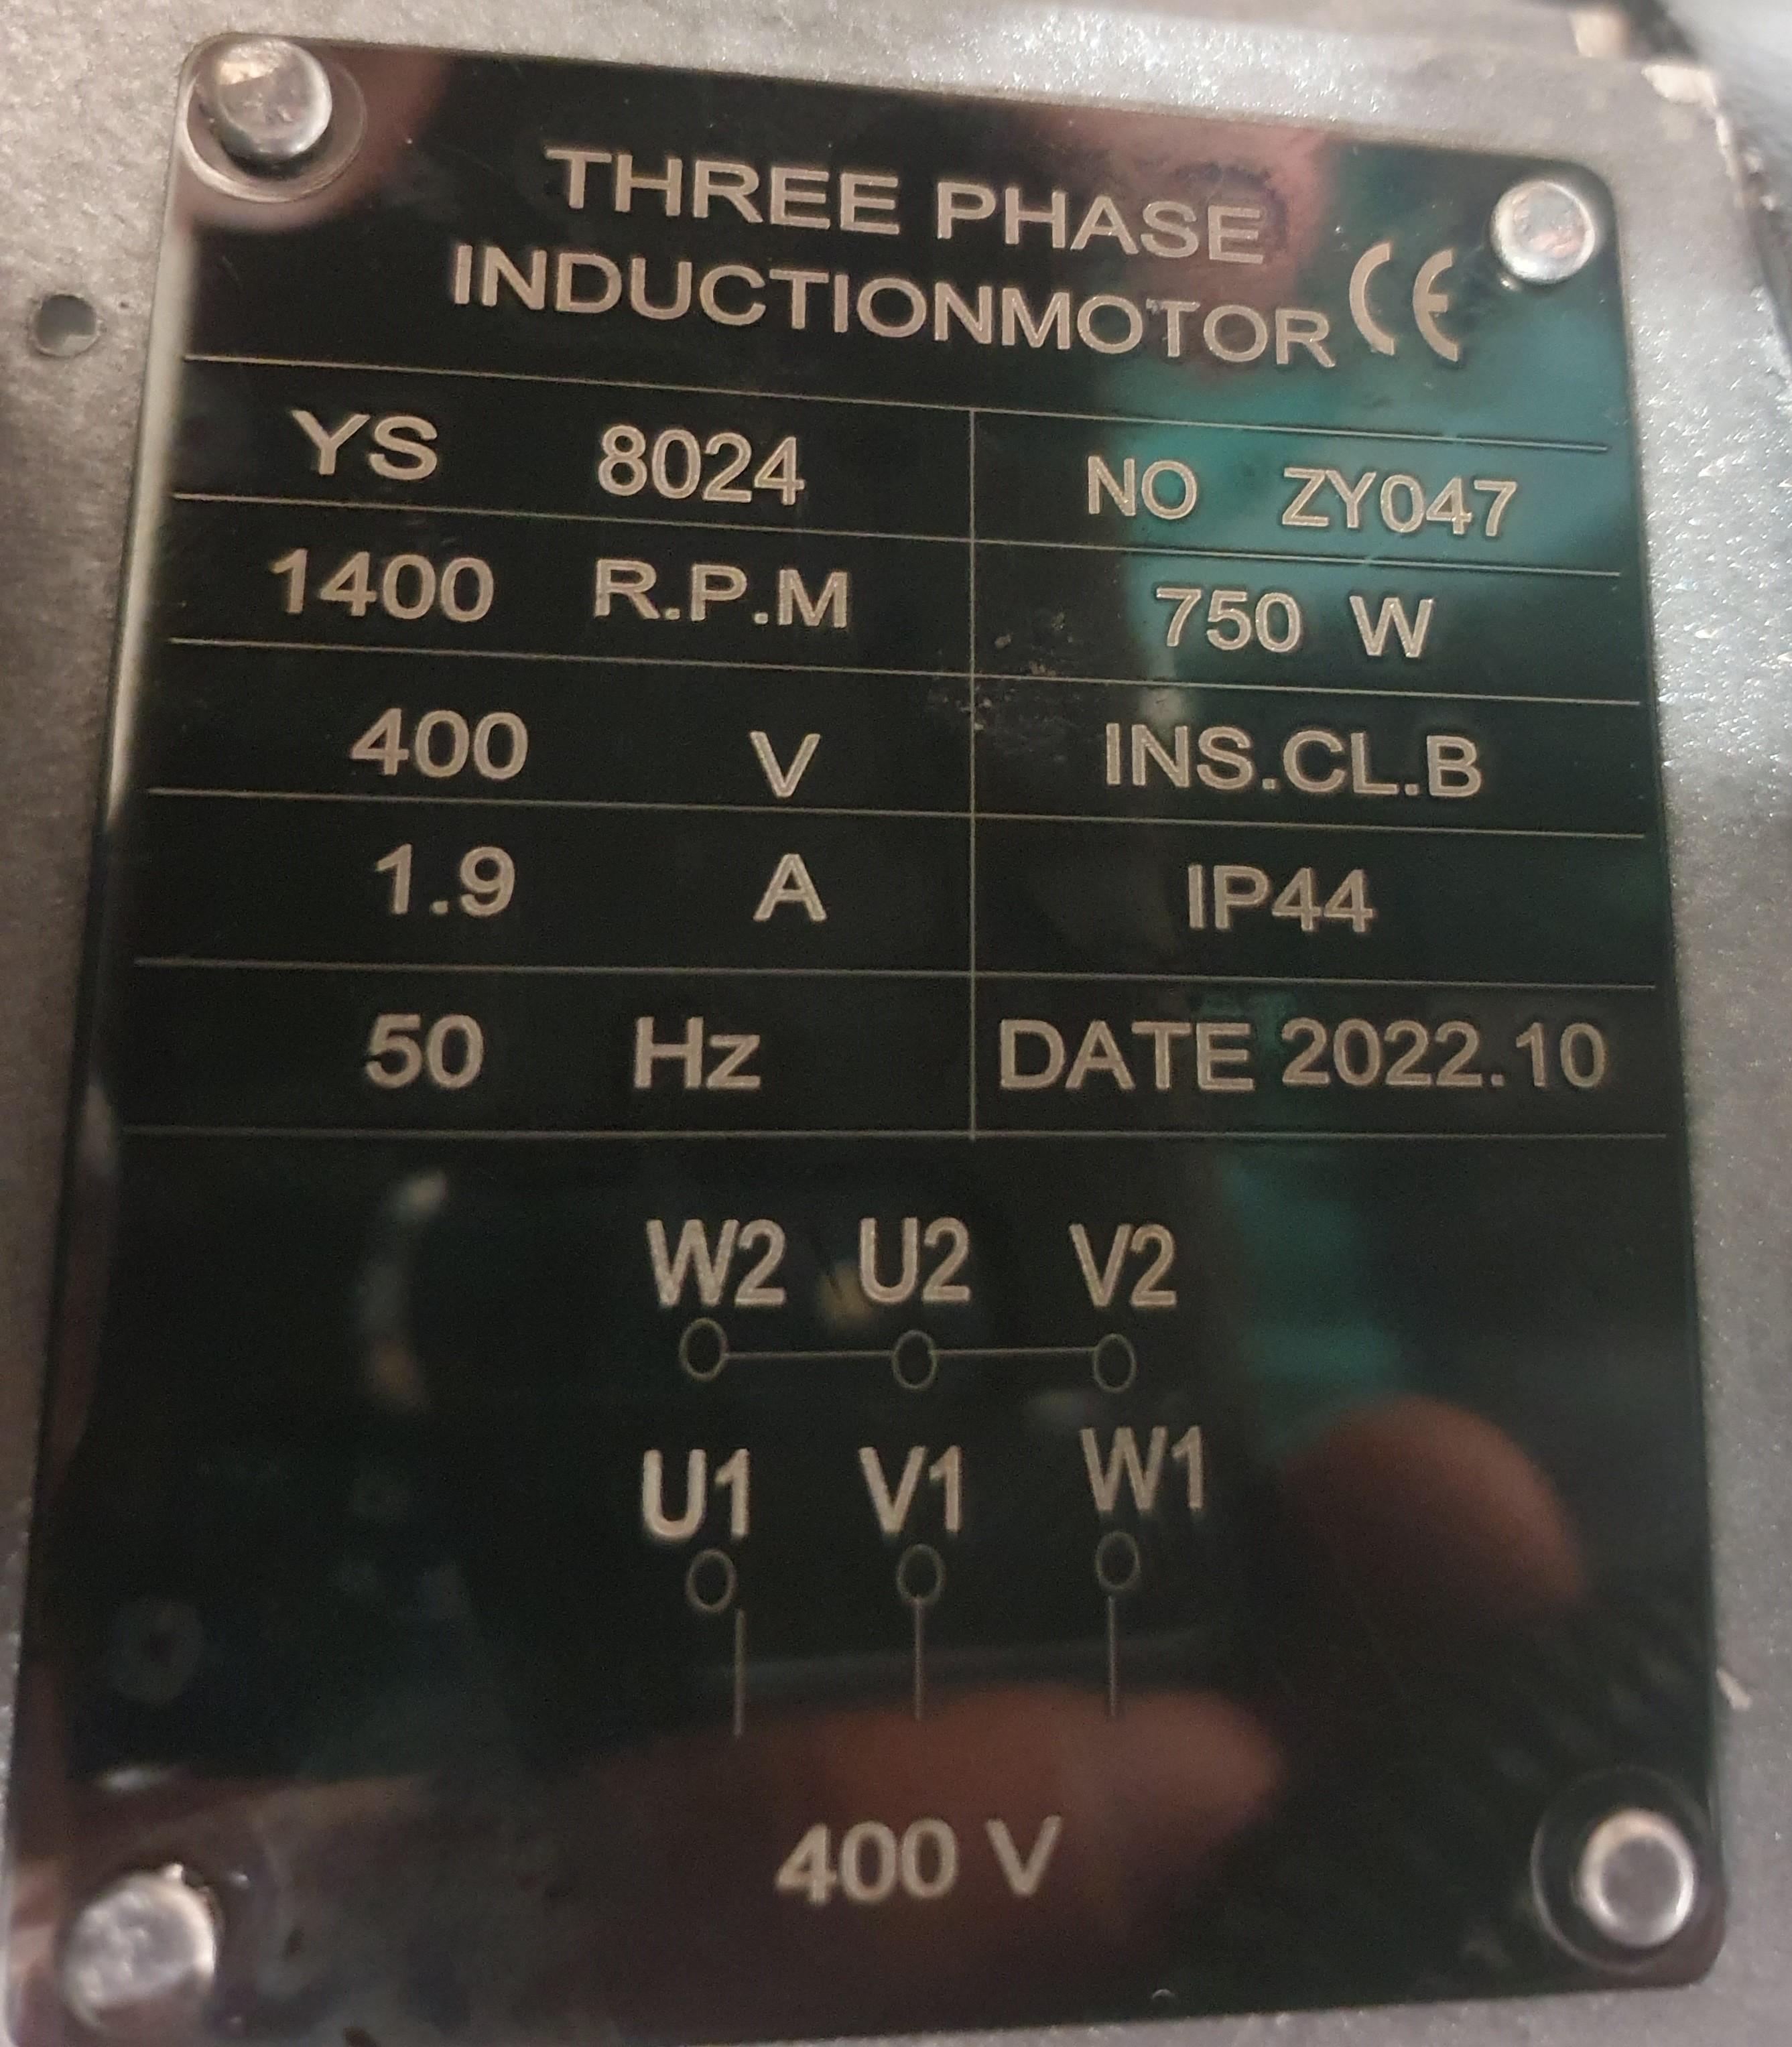 THREE PHASE
INDUCTIONMOTOR CE
YS 8024 NO ZY047
1400 R.P.M 750 W
400 V INS.CL.B
1.9 A IP44
50 Hz DATE 2022.10
W2 U2 V2
U1 V1 W1
400 V